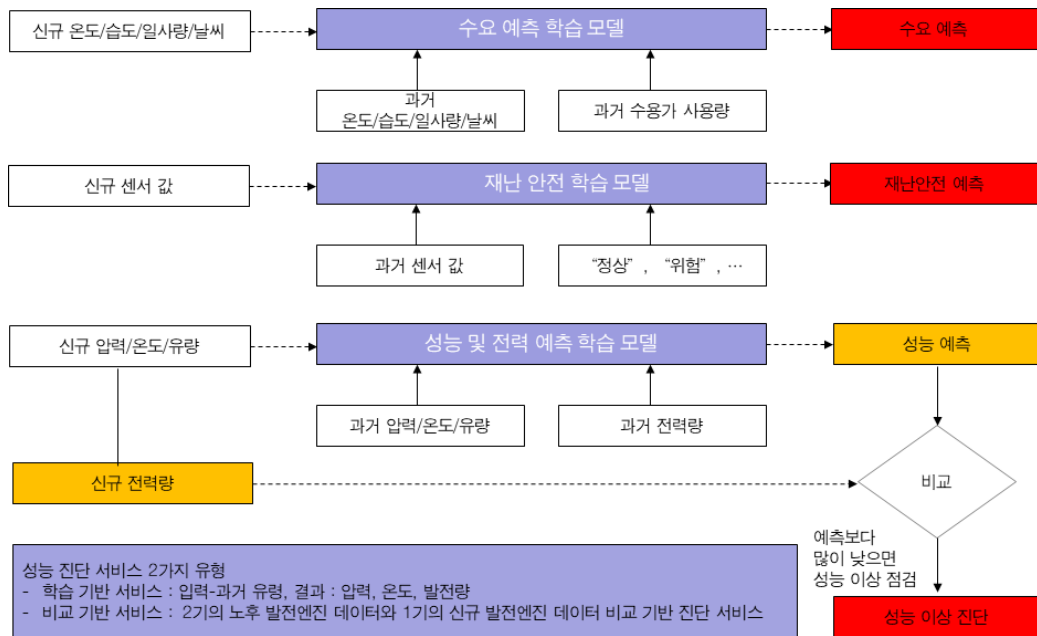 신규 온도/습도/일사량/날씨
수요 예측 학습 모델
수요 예측
과거
온도/습도/일사량/날씨
과거 수용가 사용량
신규 센서 값
재난 안전 학습 모델
재난안전 예측
과거 센서 값
“정상”, “위험”, …
신규 압력/온도/유량
성능 및 전력 예측 학습 모델
성능 예측
과거 압력/온도/유량
과거 전력량
신규 전력량
비교
예측보다
많이 낮으면
성능 이상 점검
성능 이상 진단
성능 진단 서비스 2가지 유형
- 학습 기반 서비스 : 입력-과거 유령, 결과 : 압력, 온도, 발전량
- 비교 기반 서비스 : 2기의 노후 발전엔진 데이터와 1기의 신규 발전엔진 데이터 비교 기반 진단 서비스